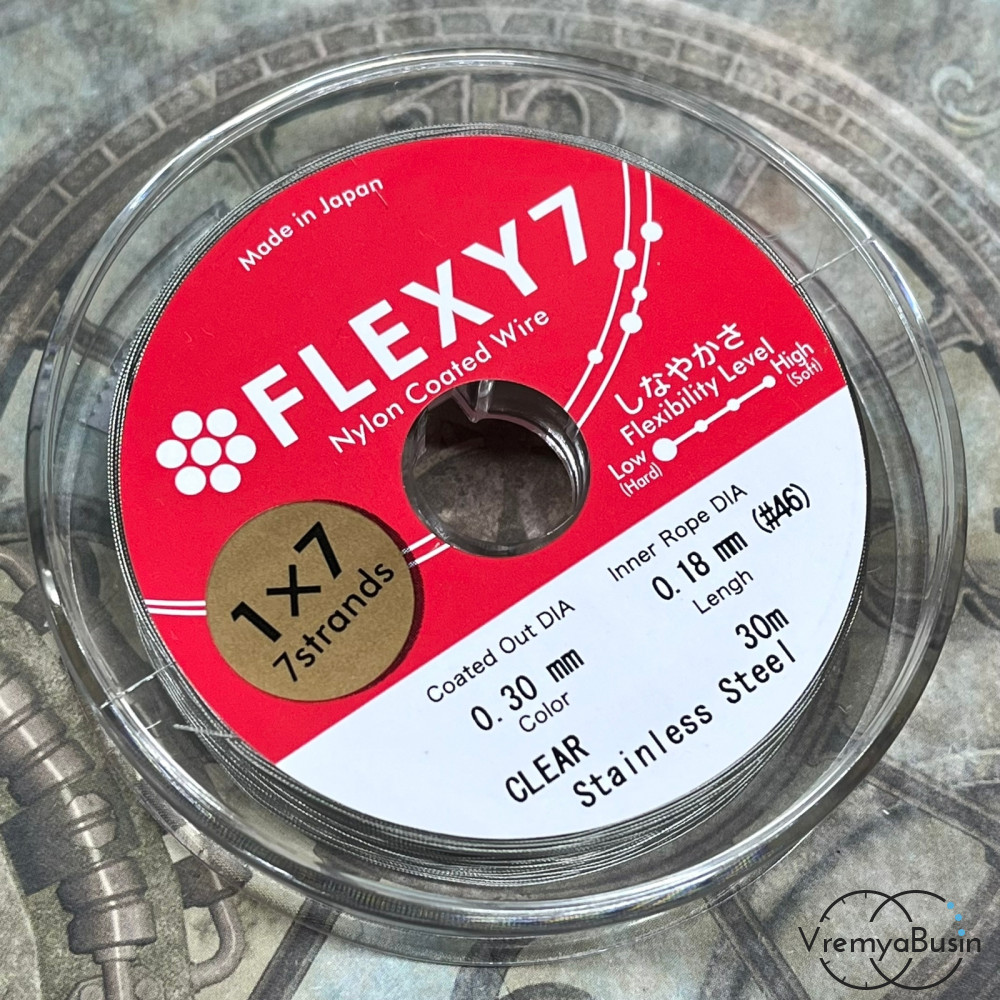 Made in Japan
FLEXY7
Nylon Coated Wire
しなやかさ
Flexibility Level
Low
(Hard)
High
(Soft)
1×7
7strands
Inner Rope DIA
0.18 mm (#46)
Coated Out DIA
0.30 mm
Lengh
30m
Color
CLEAR
Stainless Steel
VremyaBusin